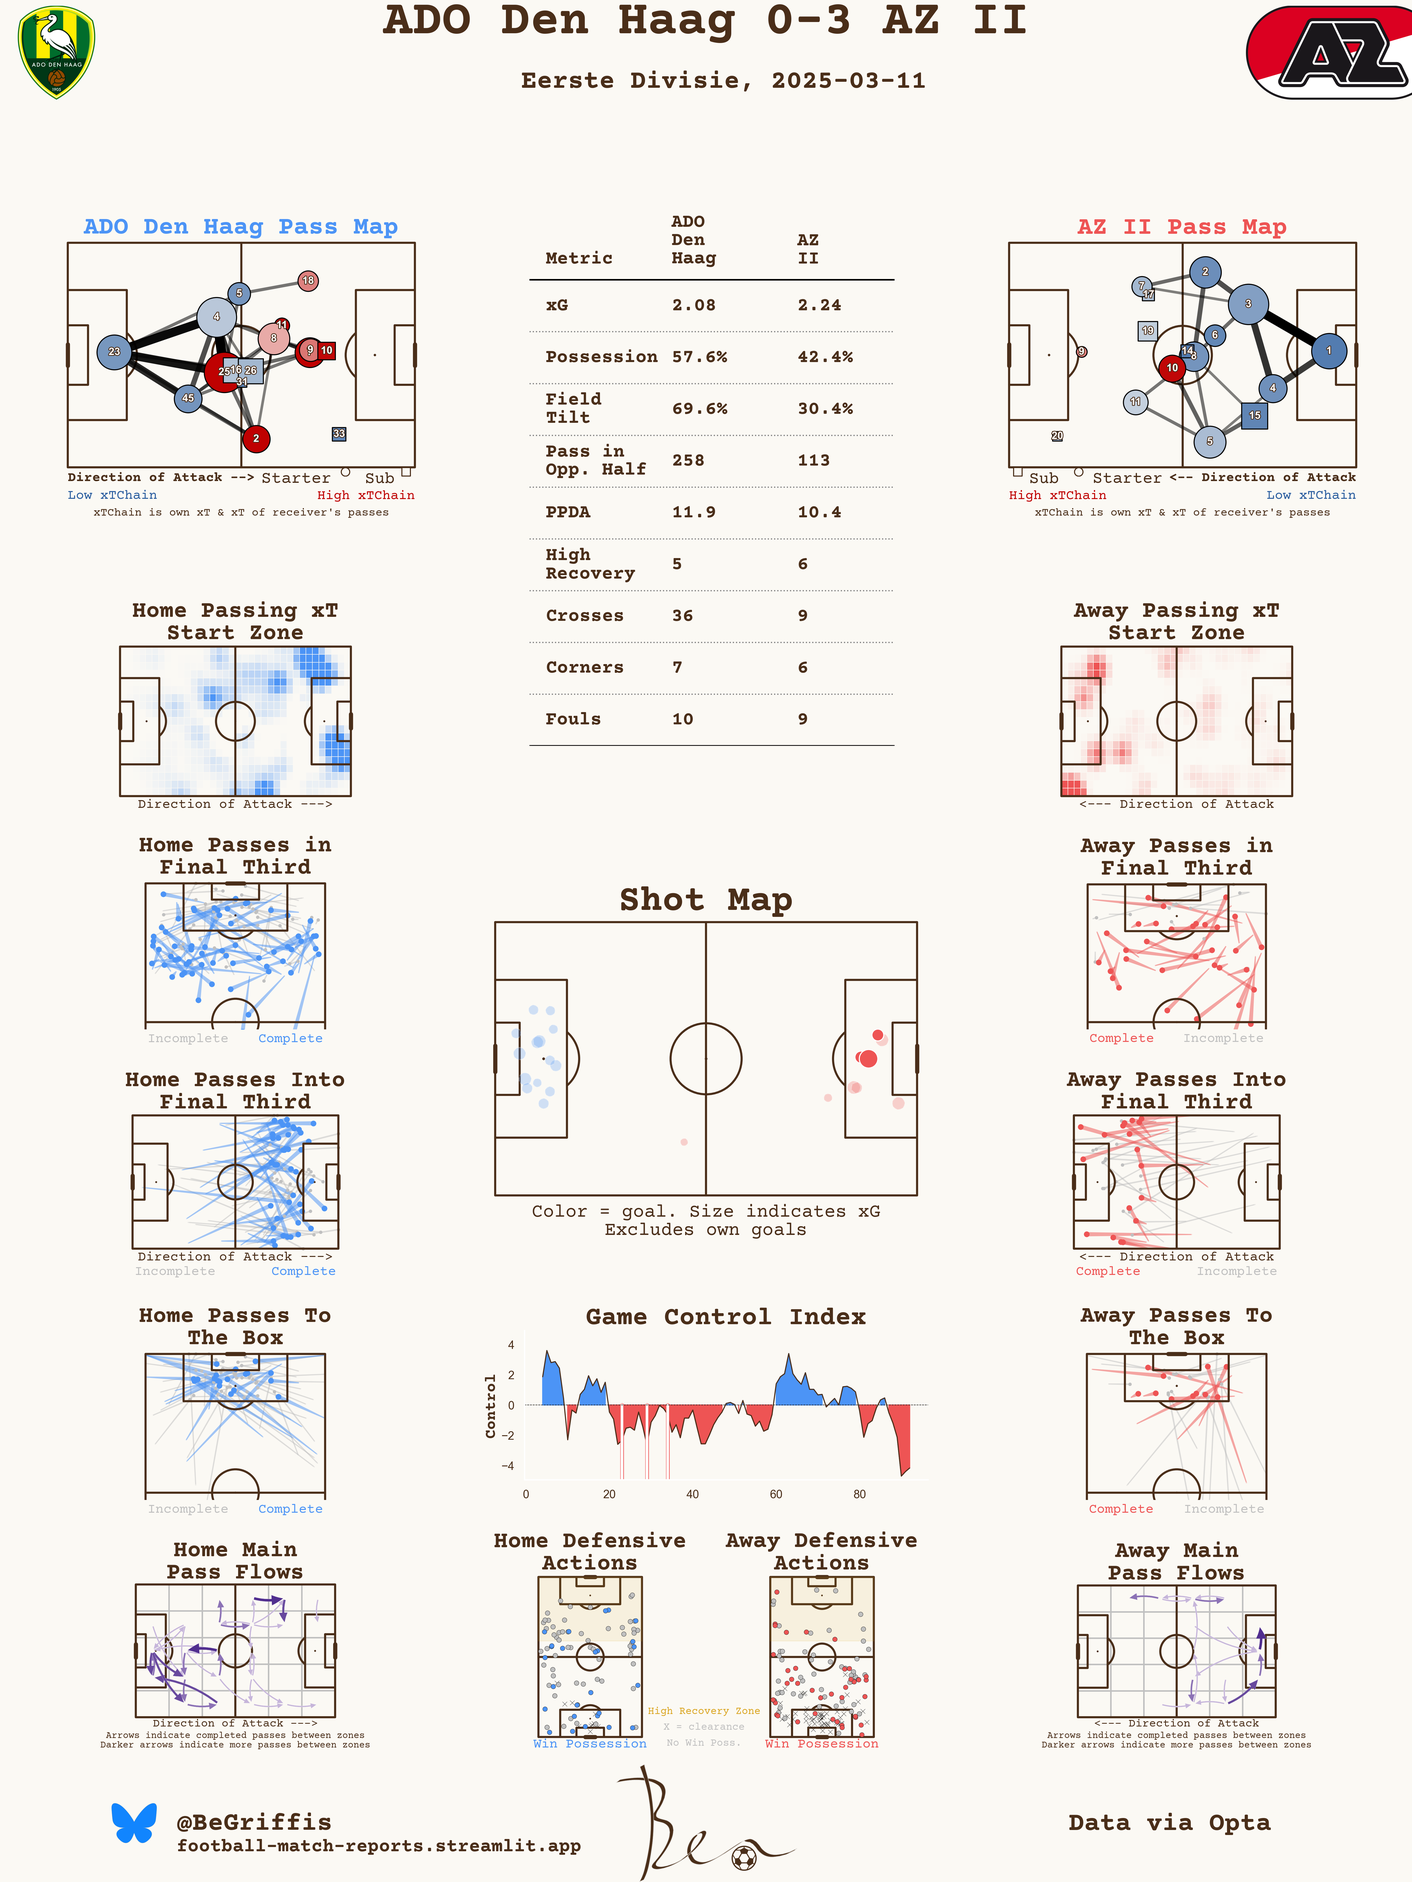 ADO Den Haag 0-3 AZ II
Eerste Divisie, 2025-03-11
ADO DEN HAAG
1905
AZ
ADO Den Haag Pass Map
23
4
5
18
11
8
9
10
25
16
26
31
45
2
33
Direction of Attack --> Starter Sub
Low xTChain High xTChain
xTChain is own xT & xT of receiver's passes
Metric ADO Den Haag AZ II
xG 2.08 2.24
Possession 57.6% 42.4%
Field Tilt 69.6% 30.4%
Pass in Opp. Half 258 113
PPDA 11.9 10.4
High Recovery 5 6
Crosses 36 9
Corners 7 6
Fouls 10 9
AZ II Pass Map
7
17
2
3
19
6
14
8
9
10
1
4
11
15
5
20
Sub Starter <-- Direction of Attack
High xTChain Low xTChain
xTChain is own xT & xT of receiver's passes
Home Passing xT
Start Zone
Direction of Attack --->
Away Passing xT
Start Zone
<--- Direction of Attack
Home Passes in
Final Third
Incomplete Complete
Away Passes in
Final Third
Complete Incomplete
Shot Map
Color = goal. Size indicates xG
Excludes own goals
Home Passes Into
Final Third
Direction of Attack --->
Incomplete Complete
Away Passes Into
Final Third
<--- Direction of Attack
Complete Incomplete
Home Passes To
The Box
Incomplete Complete
Game Control Index
Control
4
2
0
−2
−4
0 20 40 60 80
Away Passes To
The Box
Complete Incomplete
Home Main
Pass Flows
Direction of Attack --->
Arrows indicate completed passes between zones
Darker arrows indicate more passes between zones
Home Defensive
Actions
Win Possession
Away Defensive
Actions
Win Possession
High Recovery Zone
X = clearance
No Win Poss.
Away Main
Pass Flows
<--- Direction of Attack
Arrows indicate completed passes between zones
Darker arrows indicate more passes between zones
@BeGriffis
football-match-reports.streamlit.app
Ben
Data via Opta